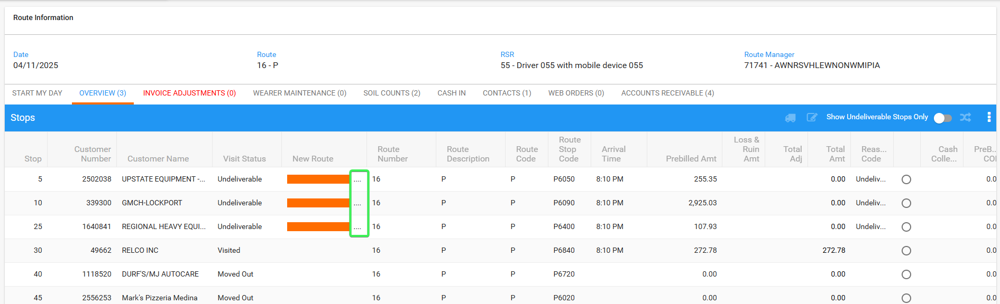 Route Information
Date Route RSR Route Manager
04/11/2025 16 - P 55 - Driver 055 with mobile device 055 71741 - AWNRSVHLEWNONWMIPIA
START MY DAY OVERVIEW (3) INVOICE ADJUSTMENTS (0) WEARER MAINTENANCE (0) SOIL COUNTS (2) CASH IN CONTACTS (1) WEB ORDERS (0) ACCOUNTS RECEIVABLE (4)
Stops Show Undeliverable Stops Only
Stop Customer Number Customer Name Visit Status New Route Route Number Route Description Route Code Route Stop Code Arrival Time Prebilled Amt Loss & Ruin Amt Total Adj Total Amt Reas... Code Cash Colle... PreB... COI
5 2502038 UPSTATE EQUIPMENT -... Undeliverable .... 16 P P P6050 8:10 PM 255.35 0.00 Undeliv... 0.0
10 339300 GMCH-LOCKPORT Undeliverable .... 16 P P P6090 8:10 PM 2,925.03 0.00 Undeliv... 0.0
25 1640841 REGIONAL HEAVY EQUI... Undeliverable .... 16 P P P6400 8:10 PM 107.93 0.00 Undeliv... 0.0
30 49662 RELCO INC Visited 16 P P P6840 8:10 PM 272.78 272.78 0.0
40 1118520 DURF'S/MJ AUTOCARE Moved Out 16 P P P6720 0.00 0.00 0.0
45 2556253 Mark's Pizzeria Medina Moved Out 16 P P P6020 0.00 0.00 0.0